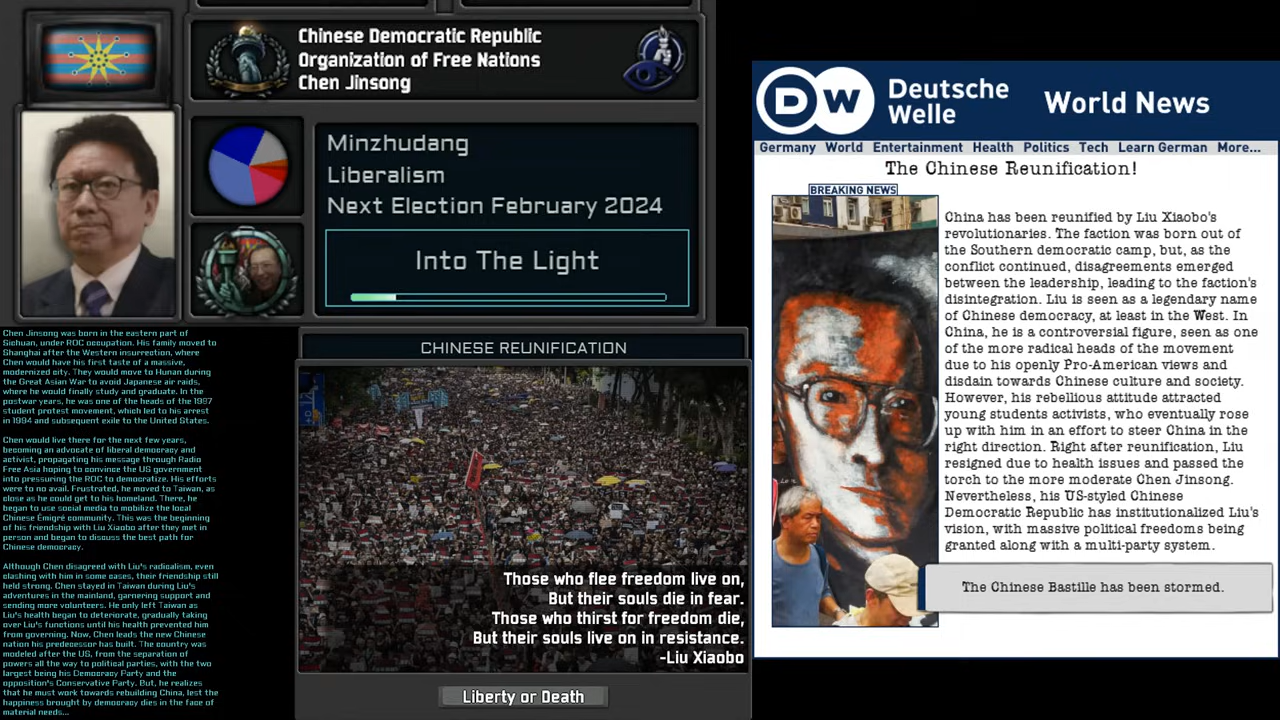 Chinese Democratic Republic
Organization of Free Nations
Chen Jinsong
Minzhudang
Liberalism
Next Election February 2024
Into The Light
Chen Jinsong was born in the eastern part of
Sichuan, under ROC occupation. His family moved to
Shanghai after the Western insurrection, where
Chen would have his first taste of a massive,
modernized city. They would move to Hunan during
the Great Asian War to avoid Japanese air raids,
where he would finally study and graduate. In the
postwar years, he was one of the heads of the 1997
student protest movement, which led to his arrest
in 1994 and subsequent exile to the United States.
Chen would live there for the next few years,
becoming an advocate of liberal democracy and
activist, propagating his message through Radio
Free Asia hoping to convince the US government
into pressuring the ROC to democratize. His efforts
were to no avail. Frustrated, he moved to Taiwan, as
close as he could get to his homeland. There, he
began to use social media to mobilize the local
Chinese Émigré community. This was the beginning
of his friendship with Liu Xiaobo after they met in
person and began to discuss the best path for
Chinese democracy.
Although Chen disagreed with Liu's radicalism, even
clashing with him in some cases, their friendship still
held strong. Chen stayed in Taiwan during Liu's
adventures in the mainland, garnering support and
sending more volunteers. He only left Taiwan as
Liu's health began to deteriorate, gradually taking
over Liu's functions until his health prevented him
from governing. Now, Chen leads the new Chinese
nation his predecessor has built. The country was
modeled after the US, from the separation of
powers all the way to political parties, with the two
largest being his Democracy Party and the
opposition's Conservative Party. But, he realizes
that he must work towards rebuilding China, lest the
happiness brought by democracy dies in the face of
material needs...
CHINESE REUNIFICATION
Those who flee freedom live on,
But their souls die in fear.
Those who thirst for freedom die,
But their souls live on in resistance.
-Liu Xiaobo
Liberty or Death
DW
Deutsche
Welle
World News
Germany World Entertainment Health Politics Tech Learn German More...
The Chinese Reunification!
BREAKING NEWS
China has been reunified by Liu Xiaobo's
revolutionaries. The faction was born out of
the Southern democratic camp, but, as the
conflict continued, disagreements emerged
between the leadership, leading to the faction's
disintegration. Liu is seen as a legendary name
of Chinese democracy, at least in the West. In
China, he is a controversial figure, seen as one
of the more radical heads of the movement
due to his openly Pro-American views and
disdain towards Chinese culture and society.
However, his rebellious attitude attracted
young students activists, who eventually rose
up with him in an effort to steer China in the
right direction. Right after reunification, Liu
resigned due to health issues and passed the
torch to the more moderate Chen Jinsong.
Nevertheless, his US-styled Chinese
Democratic Republic has institutionalized Liu's
vision, with massive political freedoms being
granted along with a multi-party system.
The Chinese Bastille has been stormed.